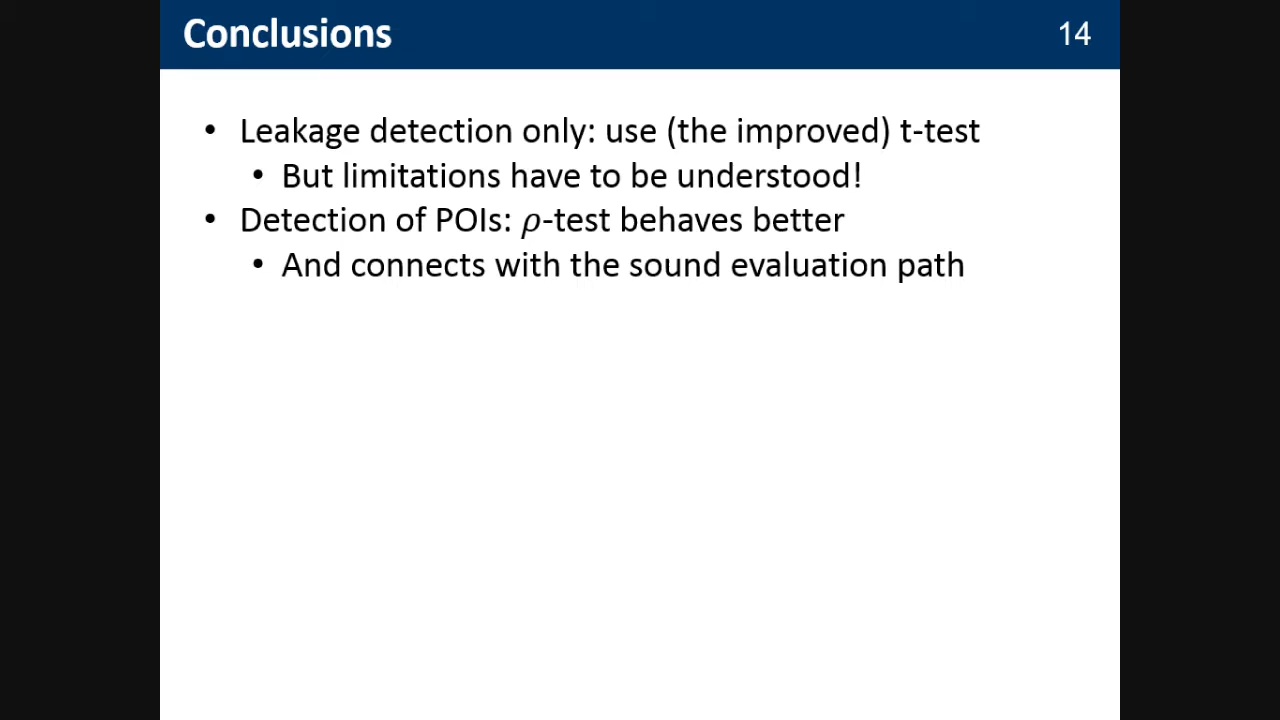 Conclusions 14
• Leakage detection only: use (the improved) t-test
• But limitations have to be understood!
• Detection of POIs: 𝜌-test behaves better
• And connects with the sound evaluation path